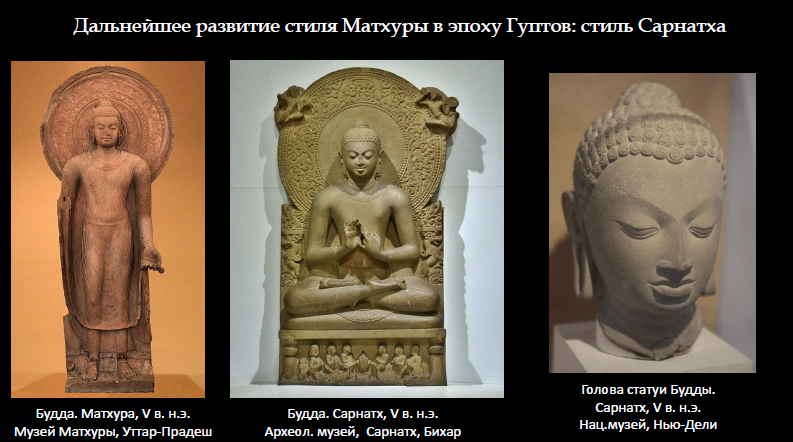 Дальнейшее развитие стиля Матхуры в эпоху Гуптов: стиль Сарнатха
Будда. Матхура, V в. н.э.
Музей Матхуры, Уттар-Прадеш
Будда. Сарнатх, V в. н.э.
Археол. музей,  Сарнатх, Бихар
Голова статуи Будды.
Сарнатх, V в. н.э.
Нац.музей, Нью-Дели